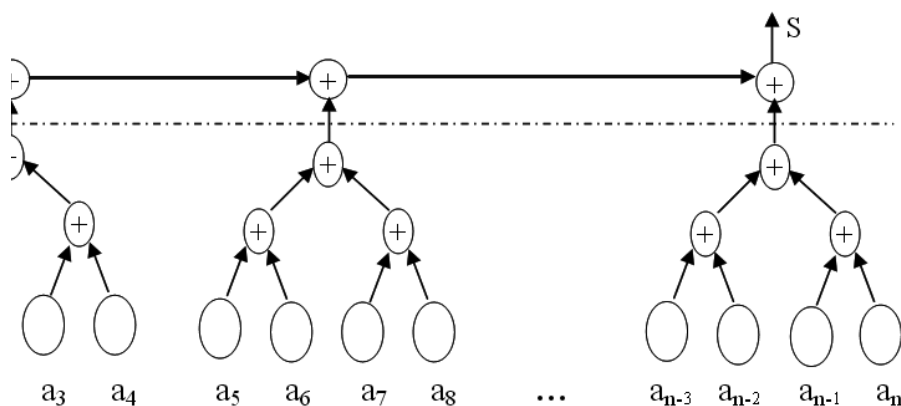 S
+ + +
+ + +
+ + + + +
a₃ a₄ a₅ a₆ a₇ a₈ ... aₙ₋₃ aₙ₋₂ aₙ₋₁ aₙ